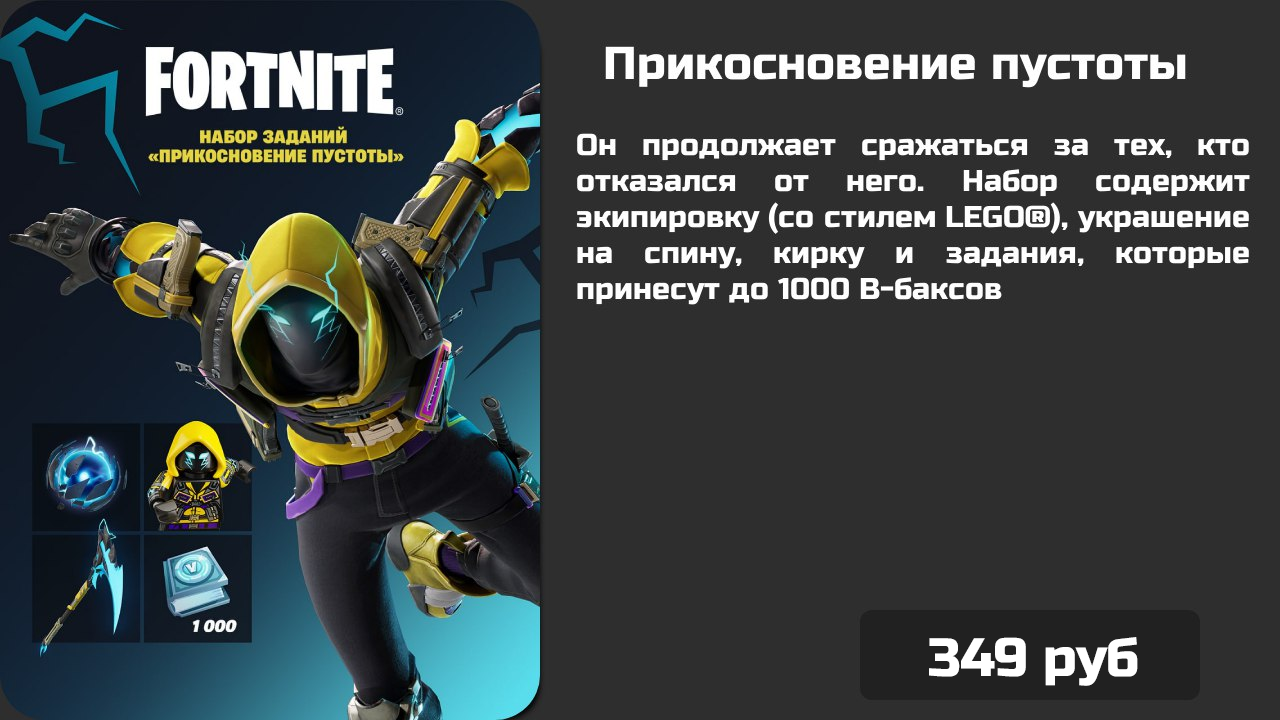 FORTNITE®
НАБОР ЗАДАНИЙ
«ПРИКОСНОВЕНИЕ ПУСТОТЫ»
V
1 000
Прикосновение пустоты
Он продолжает сражаться за тех, кто
отказался от него. Набор содержит
экипировку (со стилем LEGO®), украшение
на спину, кирку и задания, которые
принесут до 1000 В-баксов
349 руб